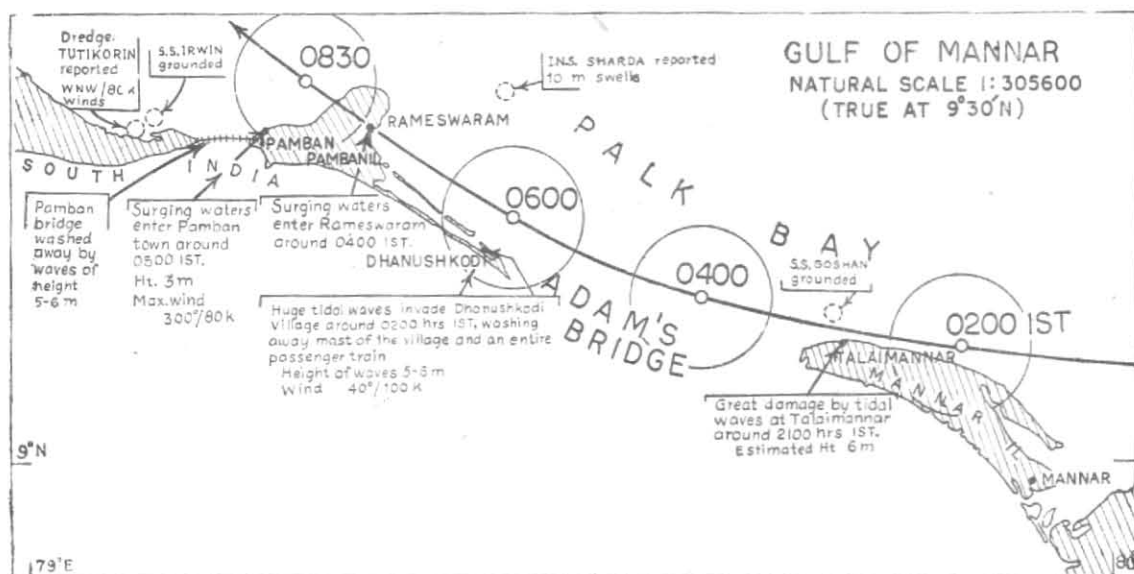 GULF OF MANNAR
NATURAL SCALE 1:305600
(TRUE AT 9°30'N)
Dredge:
TUTIKORIN
reported
WNW/80K
winds
S.S. IRWIN
grounded
0830
I.N.S. SHARDA reported
10 m swells
RAMESWARAM
PAMBAN
PAMBAN IL
SOUTH INDIA
PALK BAY
0600
0400
0200 IST
S.S. GOSHAN
grounded
Pamban
bridge
washed
away by
waves of
height
5-6 m
Surging waters
enter Pamban
town around
0500 IST.
Ht. 3m
Max. wind
300°/80k
Surging waters
enter Rameswaram
around 0400 IST.
DHANUSHKODI
ADAM'S
BRIDGE
Huge tidal waves invade Dhanushkodi
Village around 0200 hrs IST, washing
away most of the village and an entire
passenger train
Height of waves 5-6 m
Wind 40°/100 K
TALAIMANNAR
MANNAR IL
Great damage by tidal
waves at Talaimannar
around 2100 hrs IST.
Estimated Ht 6m
MANNAR
9°N
79°E
80